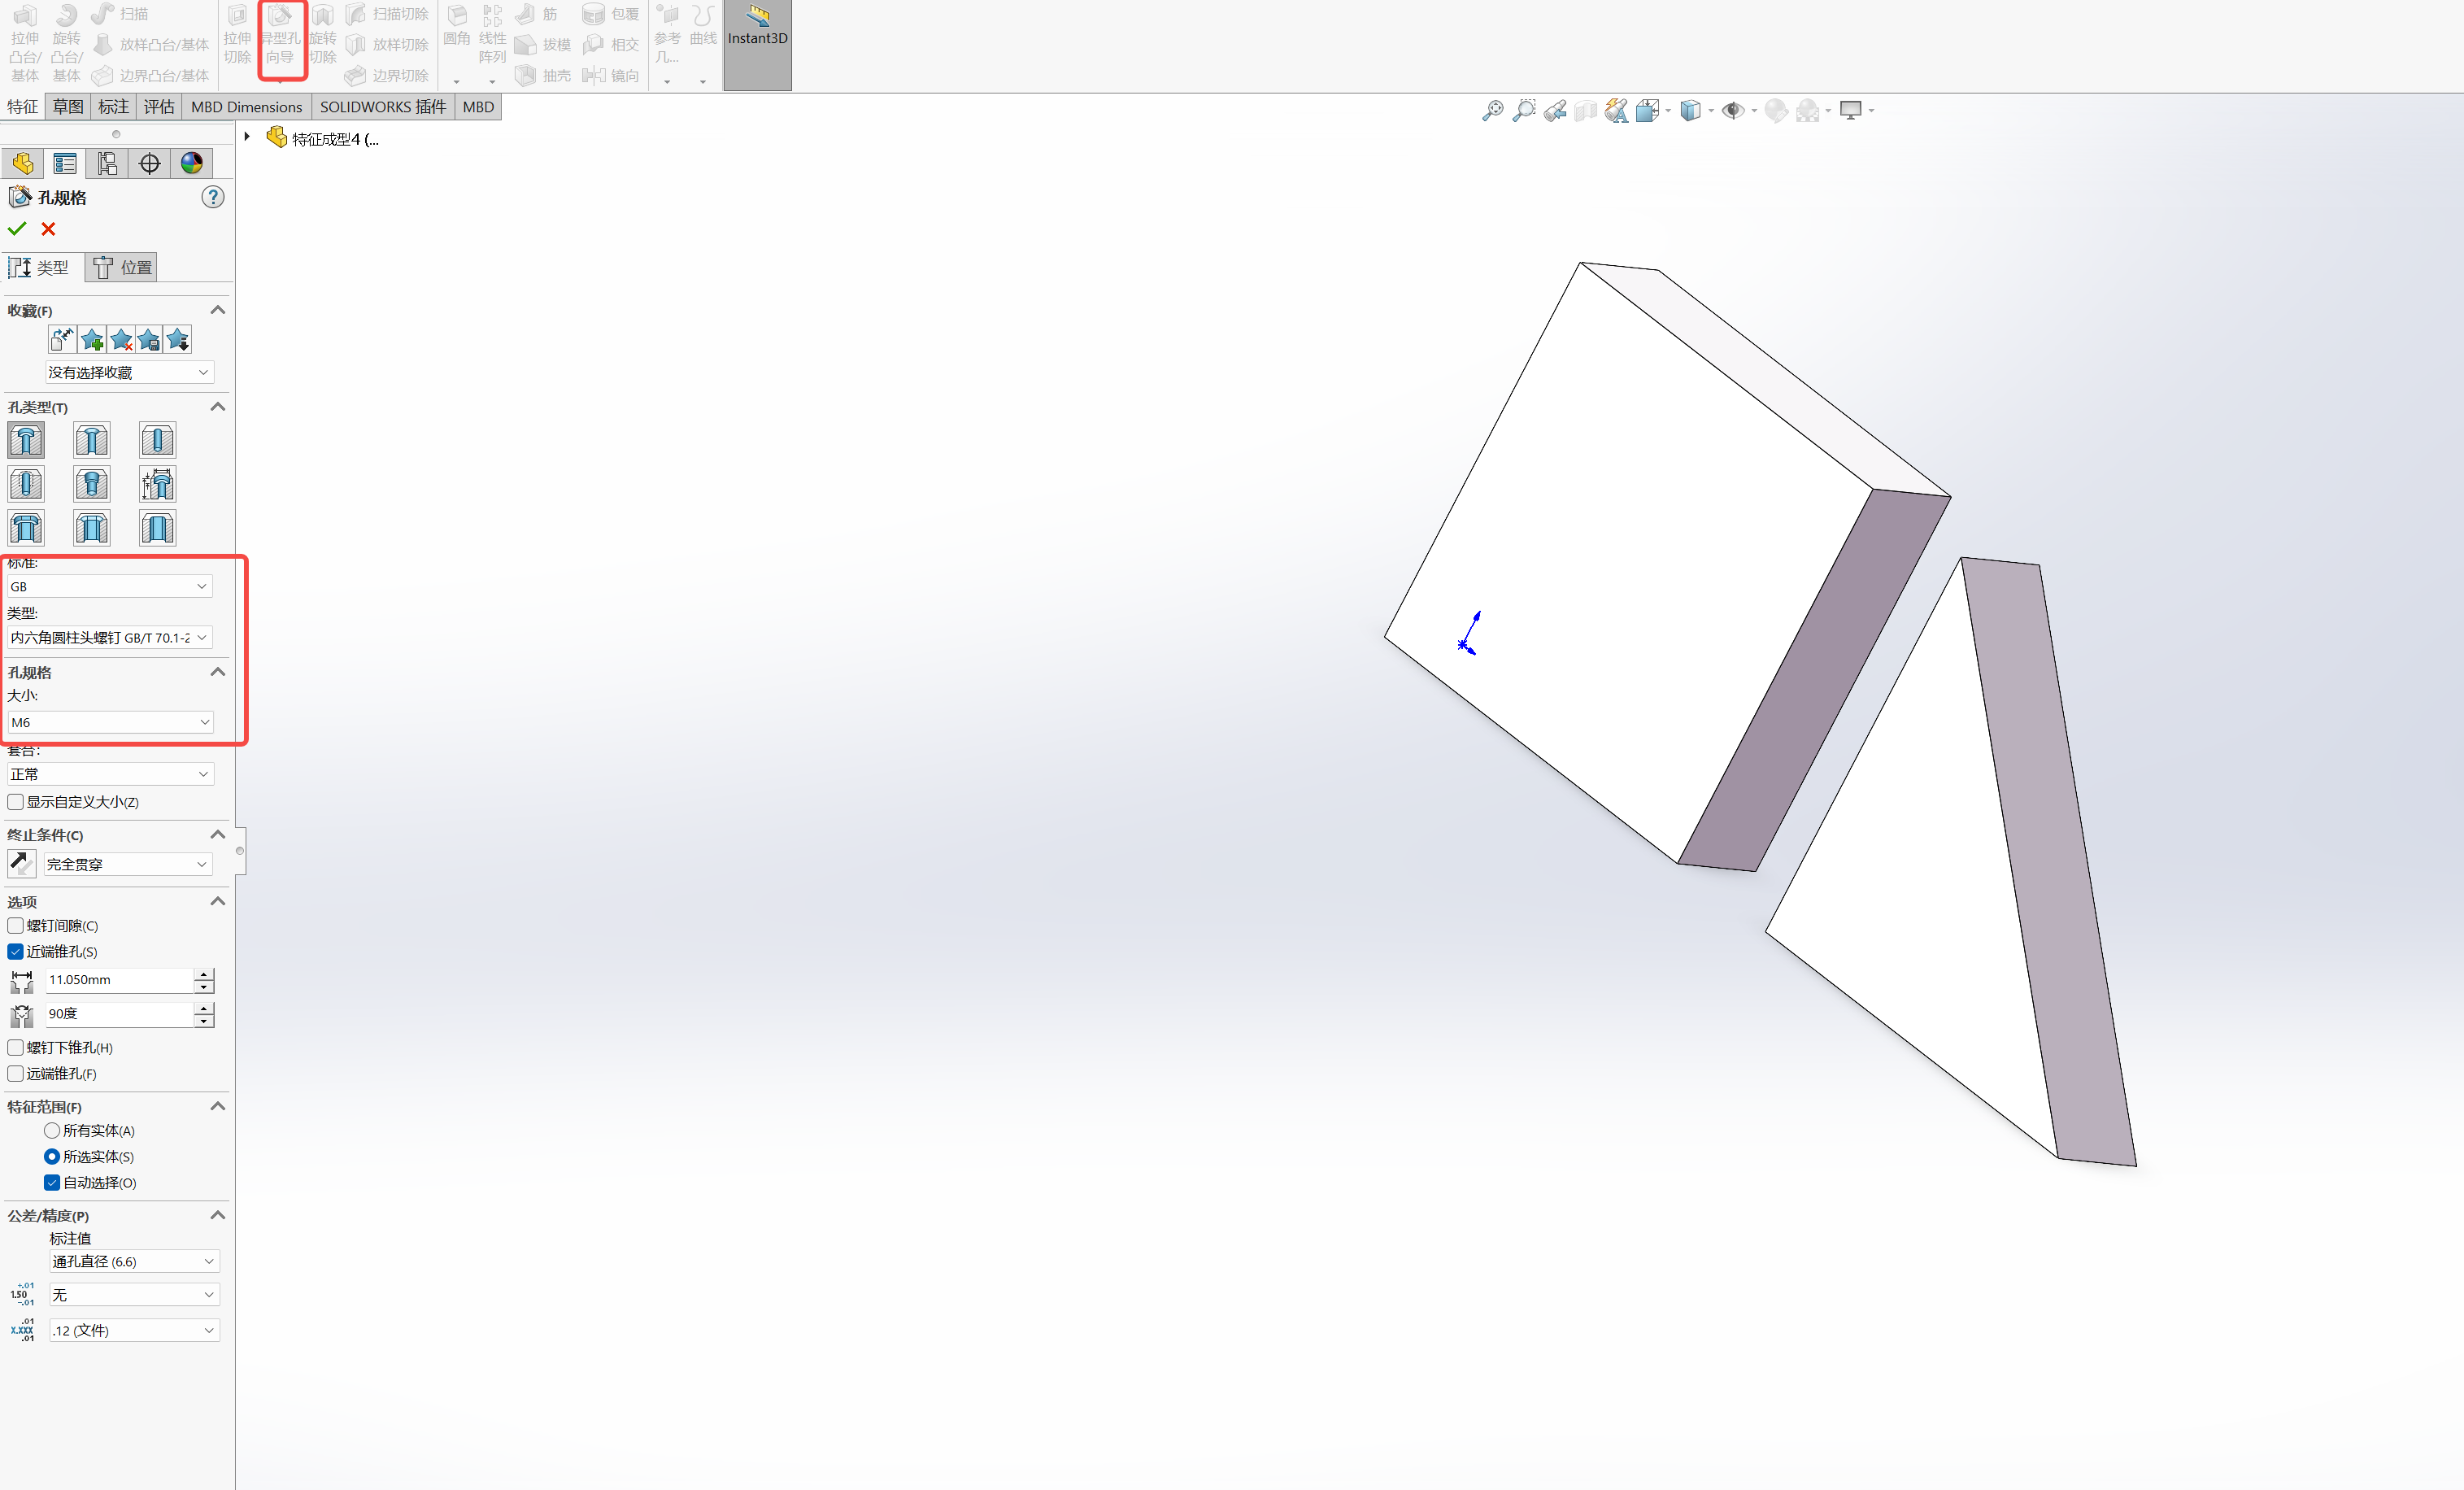 拉伸凸台/基体
旋转凸台/基体
扫描
放样凸台/基体
边界凸台/基体
拉伸切除
异型孔向导
旋转切除
扫描切除
放样切除
边界切除
圆角
线性阵列
筋
拔模
抽壳
包覆
相交
镜向
参考几...
曲线
Instant3D
特征 草图 标注 评估 MBD Dimensions SOLIDWORKS 插件 MBD
特征成型4 (...
孔规格
类型 位置
收藏(F)
没有选择收藏
孔类型(T)
标准:
GB
类型:
内六角圆柱头螺钉 GB/T 70.1-2
孔规格
大小:
M6
套合:
正常
显示自定义大小(Z)
终止条件(C)
完全贯穿
选项
螺钉间隙(C)
近端锥孔(S)
11.050mm
90度
螺钉下锥孔(H)
远端锥孔(F)
特征范围(F)
所有实体(A)
所选实体(S)
自动选择(O)
公差/精度(P)
标注值
通孔直径 (6.6)
+.01
1.50
-.01
无
.01
X.XXX
.01
.12 (文件)